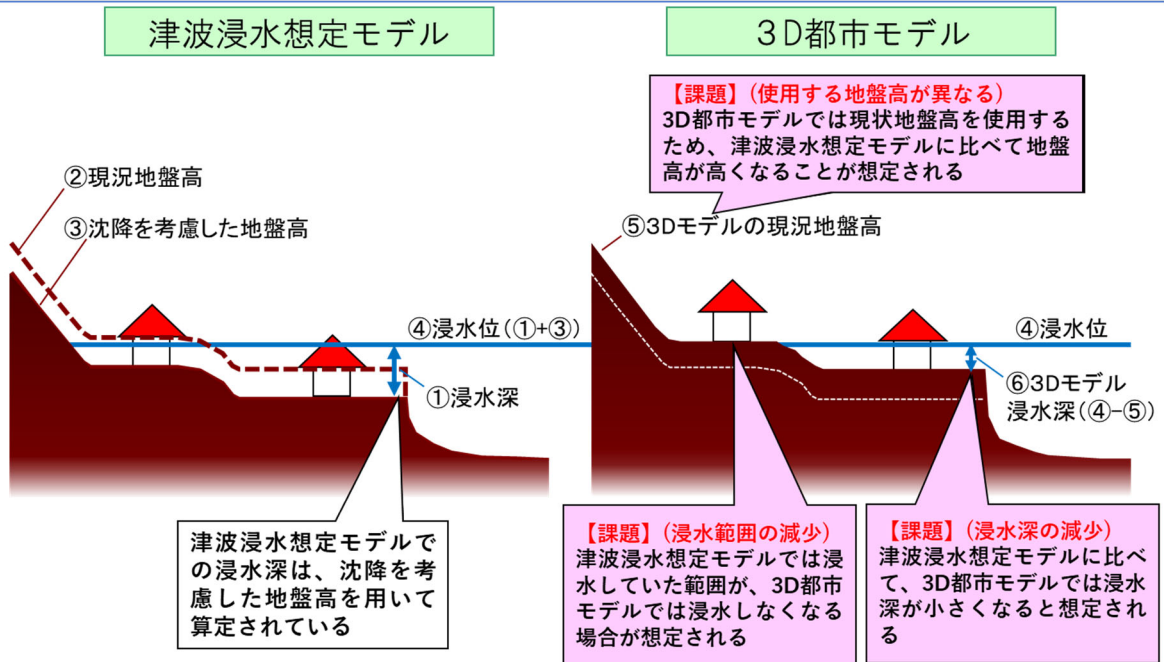 津波浸水想定モデル
②現況地盤高
③沈降を考慮した地盤高
④浸水位(①+③)
①浸水深
津波浸水想定モデルで
の浸水深は、沈降を考
慮した地盤高を用いて
算定されている
3D都市モデル
【課題】(使用する地盤高が異なる)
3D都市モデルでは現状地盤高を使用する
ため、津波浸水想定モデルに比べて地盤
高が高くなることが想定される
⑤3Dモデルの現況地盤高
④浸水位
⑥3Dモデル
浸水深(④-⑤)
【課題】(浸水範囲の減少)
津波浸水想定モデルでは浸
水していた範囲が、3D都市
モデルでは浸水しなくなる
場合が想定される
【課題】(浸水深の減少)
津波浸水想定モデルに比べ
て、3D都市モデルでは浸水
深が小さくなると想定され
る